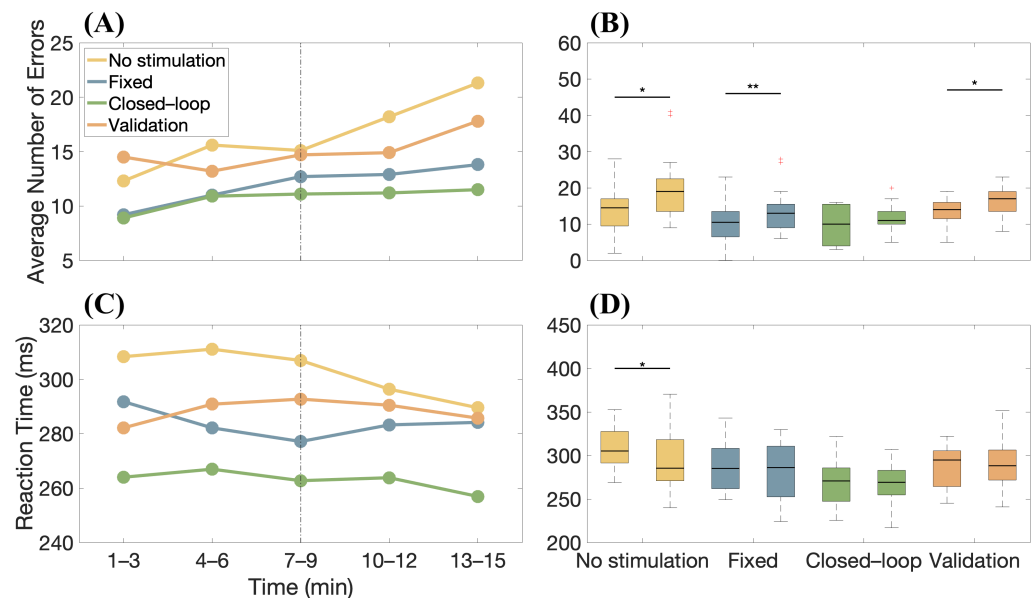 (A)
Average Number of Errors
25
20
15
10
5
No stimulation
Fixed
Closed–loop
Validation
(B)
60
50
40
30
20
10
0
*
**
*
(C)
Reaction Time (ms)
320
300
280
260
240
1–3
4–6
7–9
10–12
13–15
Time (min)
(D)
450
400
350
300
250
200
*
No stimulation
Fixed
Closed–loop
Validation